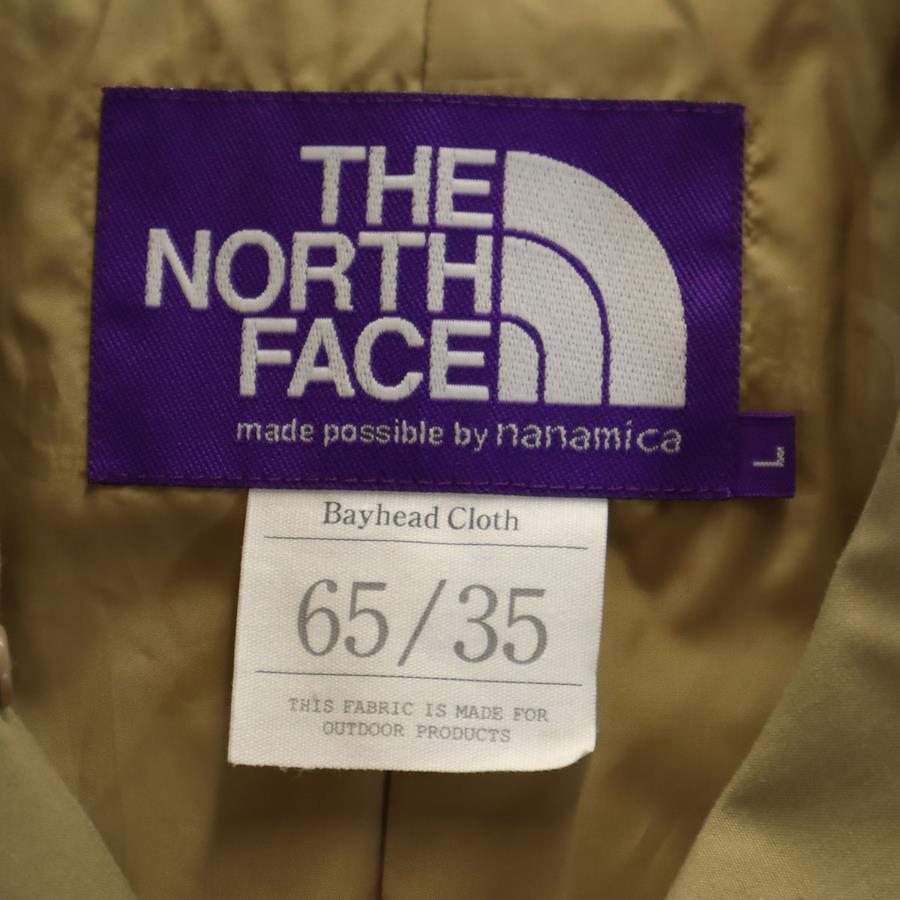 THE
NORTH
FACE
made possible by nanamica
L
Bayhead Cloth
65/35
THIS FABRIC IS MADE FOR
OUTDOOR PRODUCTS